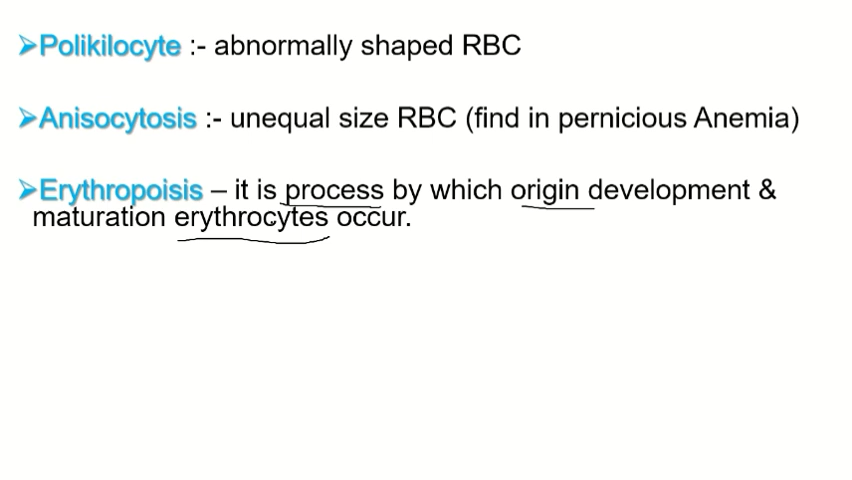 ➢Polikilocyte :- abnormally shaped RBC
➢Anisocytosis :- unequal size RBC (find in pernicious Anemia)
➢Erythropoisis – it is process by which origin development &
maturation erythrocytes occur.